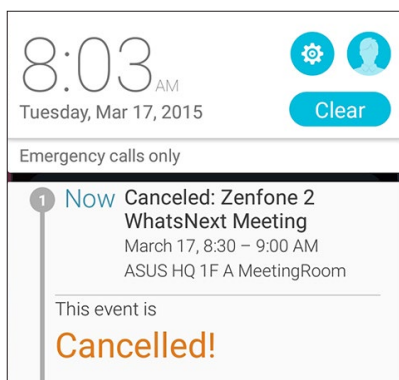 8:03 AM
Tuesday, Mar 17, 2015
Clear
Emergency calls only
1 Now Canceled: Zenfone 2
WhatsNext Meeting
March 17, 8:30 – 9:00 AM
ASUS HQ 1F A MeetingRoom
This event is
Cancelled!